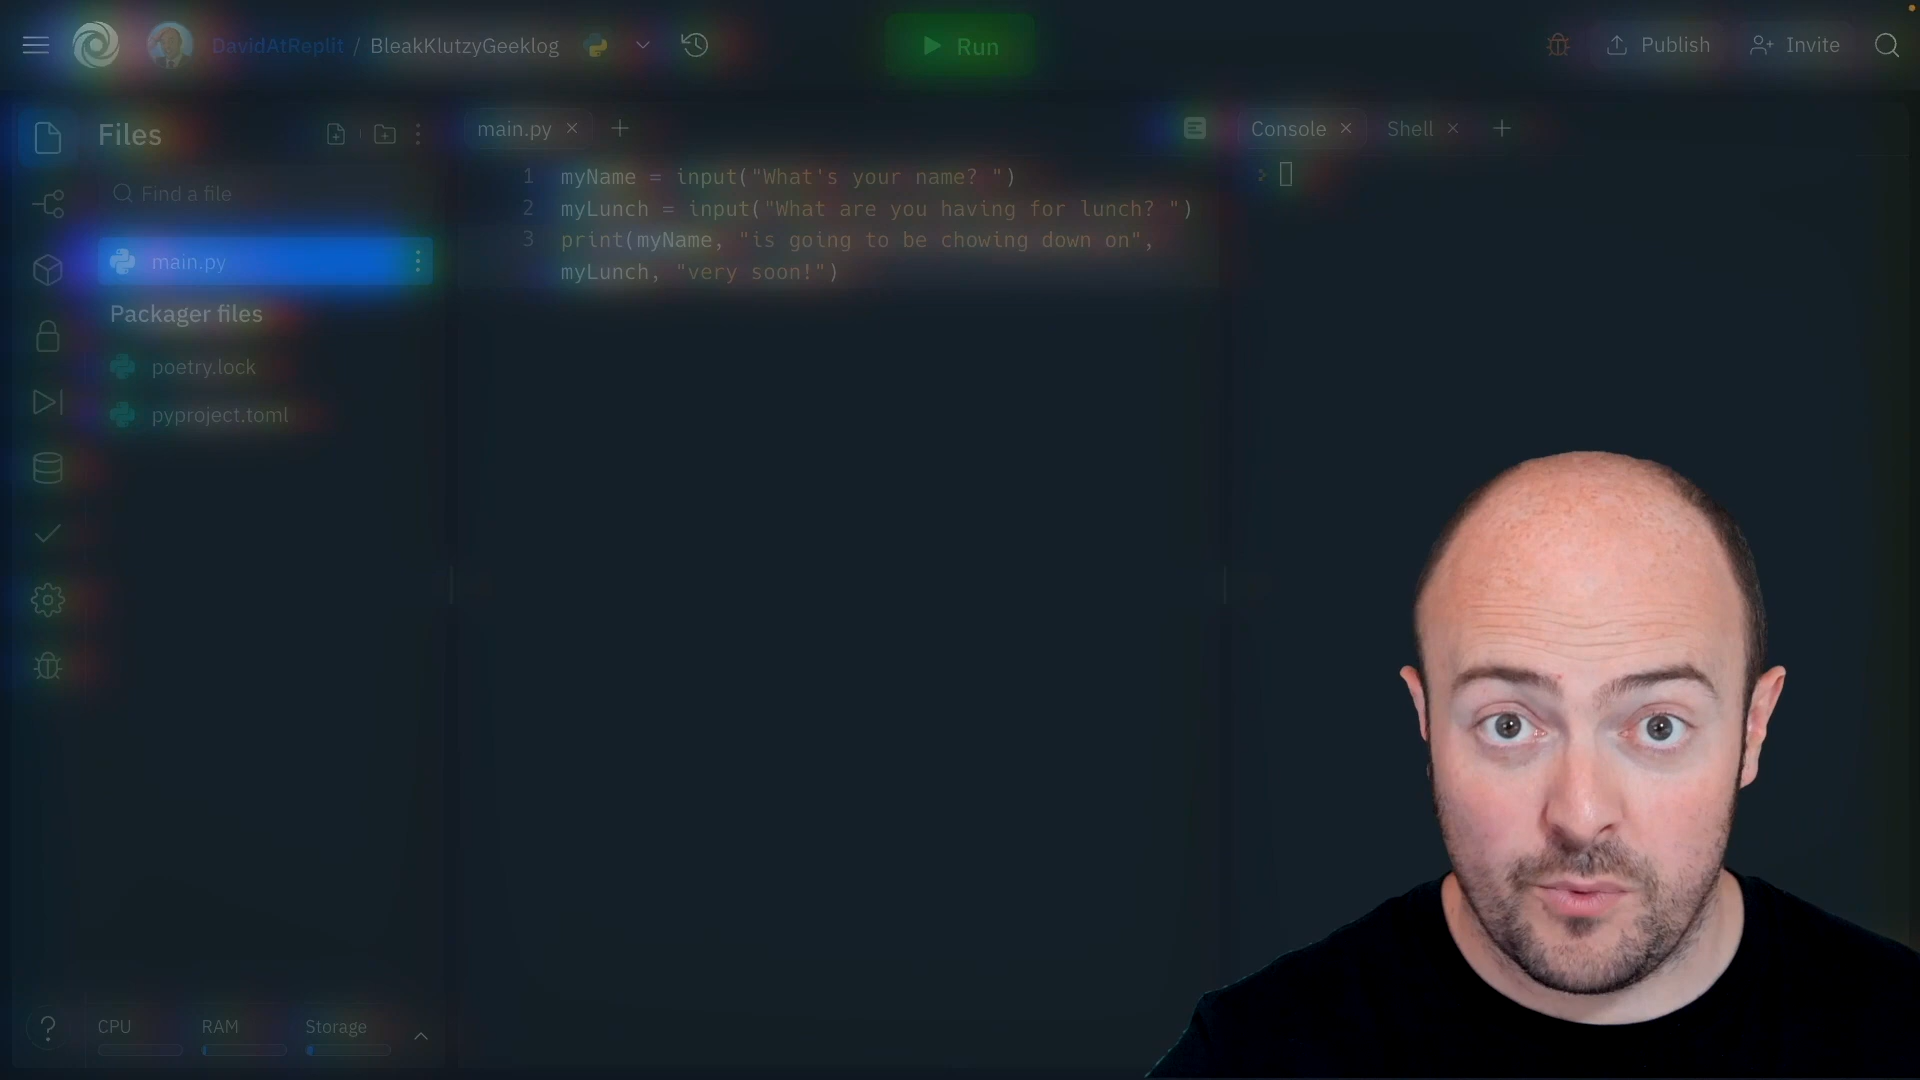 DavidAtReplit / BleakKlutzyGeeklog
Run
Publish
Invite
Files
main.py
Console
Shell
Find a file
main.py
Packager files
poetry.lock
pyproject.toml
1 myName = input("What's your name? ")
2 myLunch = input("What are you having for lunch? ")
3 print(myName, "is going to be chowing down on",
myLunch, "very soon!")
CPU
RAM
Storage